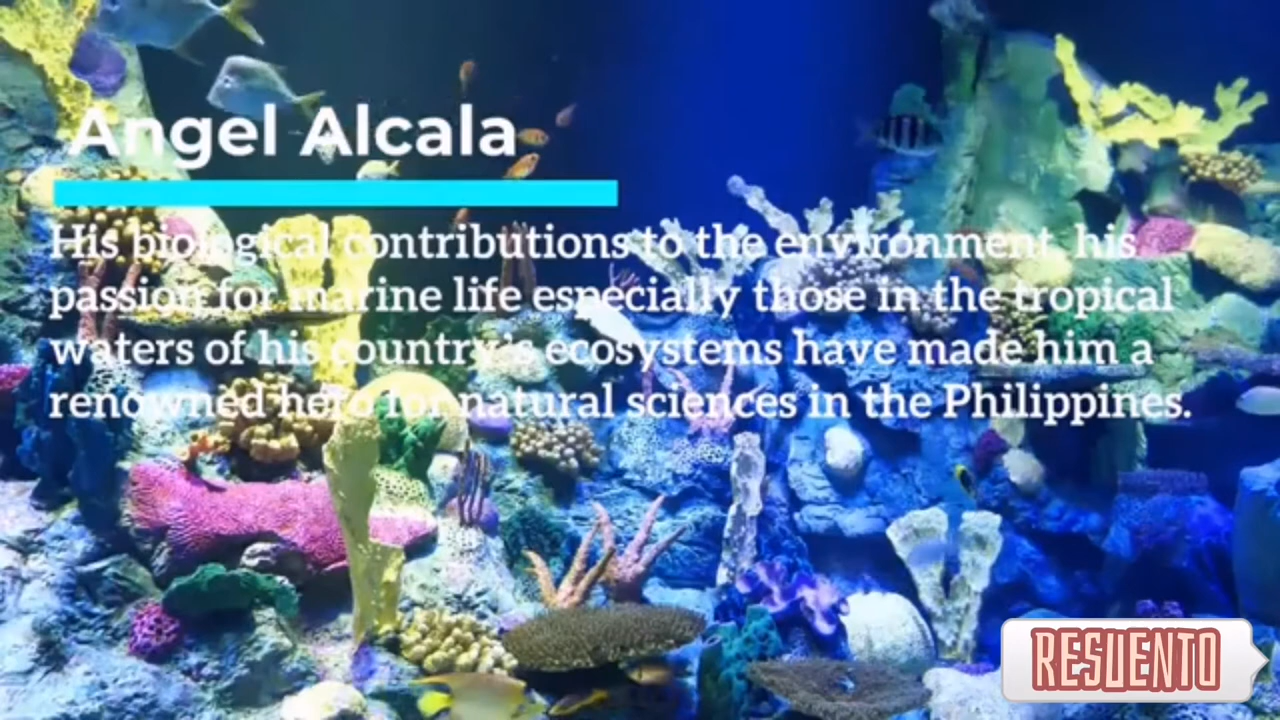 Angel Alcala
His biological contributions to the environment, his
passion for marine life especially those in the tropical
waters of his country's ecosystems have made him a
renowned hero for natural sciences in the Philippines.
RESUENTO